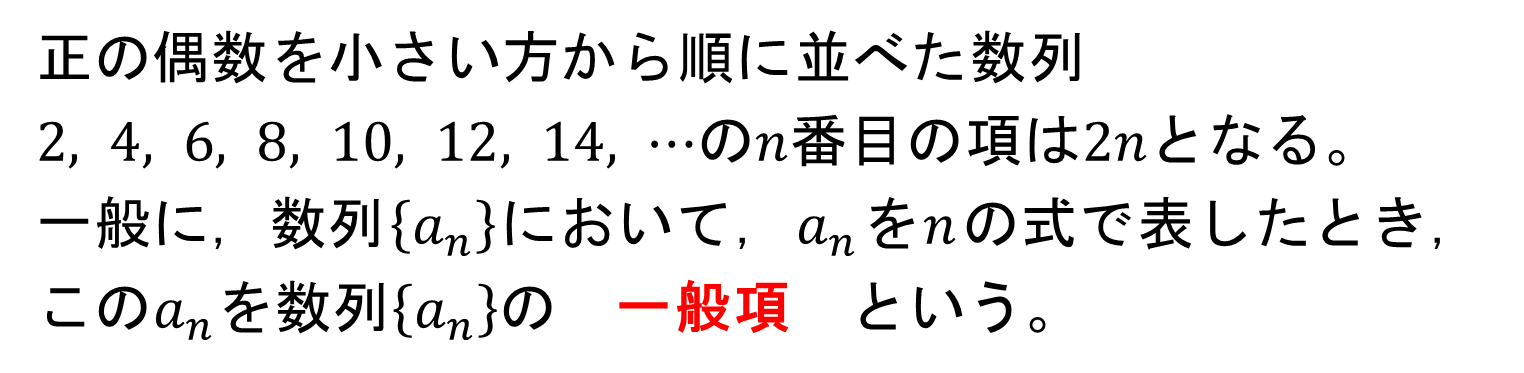 正の偶数を小さい方から順に並べた数列
2, 4, 6, 8, 10, 12, 14, …のn番目の項は2nとなる。
一般に，数列{aₙ}において，aₙをnの式で表したとき，
このaₙを数列{aₙ}の　一般項　という。